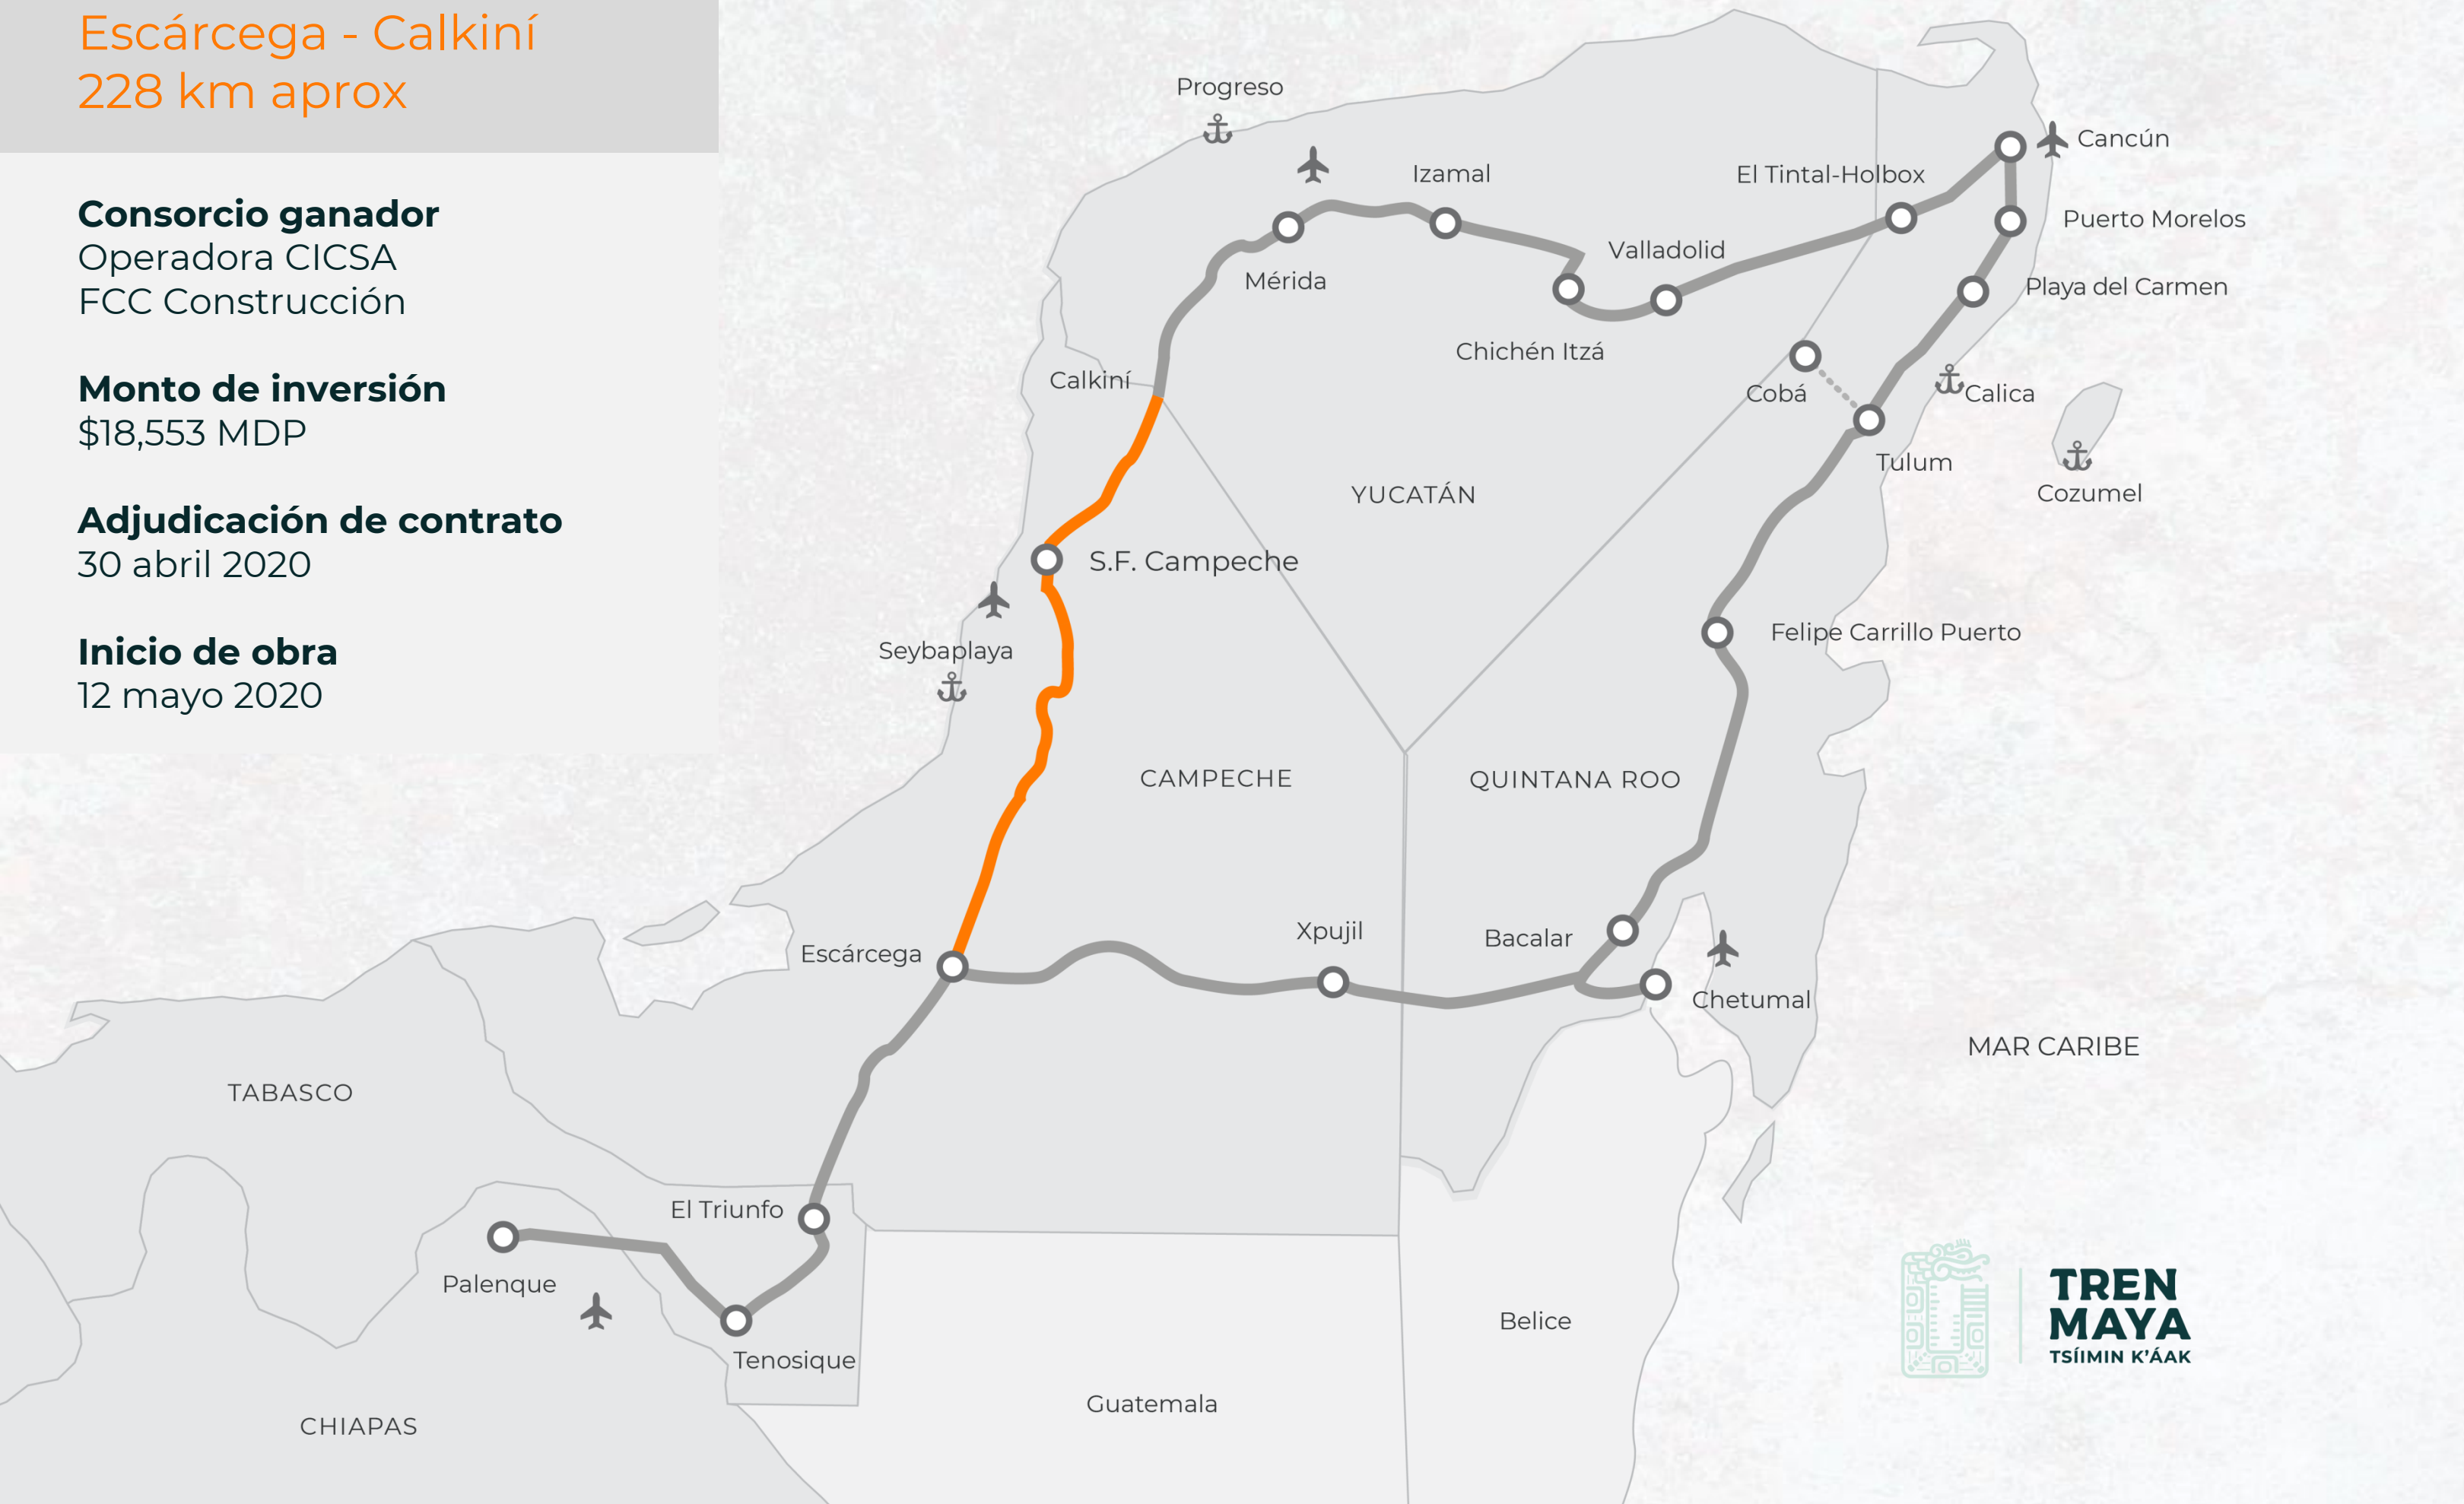 Escárcega - Calkiní
228 km aprox
Consorcio ganador
Operadora CICSA
FCC Construcción
Monto de inversión
$18,553 MDP
Adjudicación de contrato
30 abril 2020
Inicio de obra
12 mayo 2020
Progreso
Cancún
Izamal
El Tintal-Holbox
Puerto Morelos
Valladolid
Mérida
Playa del Carmen
Chichén Itzá
Calkiní
Cobá
Calica
Tulum
YUCATÁN
Cozumel
S.F. Campeche
Felipe Carrillo Puerto
Seybaplaya
CAMPECHE
QUINTANA ROO
Xpujil
Bacalar
Escárcega
Chetumal
MAR CARIBE
TABASCO
El Triunfo
Palenque
Belice
Tenosique
Guatemala
CHIAPAS
TREN
MAYA
TSÍIMIN K'ÁAK